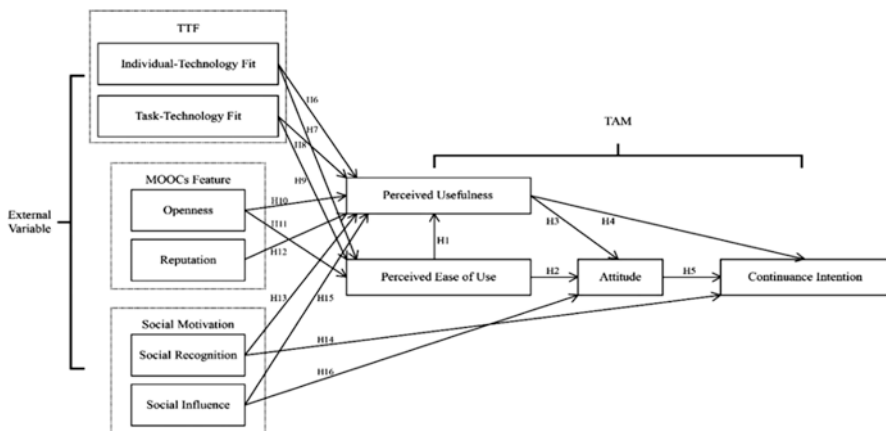 TTF
Individual-Technology Fit
Task-Technology Fit
H6
H7
H8
H9
TAM
MOOCs Feature
Openness
Reputation
H10
H11
H12
External
Variable
Perceived Usefulness
H1
H3
H4
Perceived Ease of Use
H2
Attitude
H5
Continuance Intention
H13
H15
Social Motivation
Social Recognition
H14
Social Influence
H16